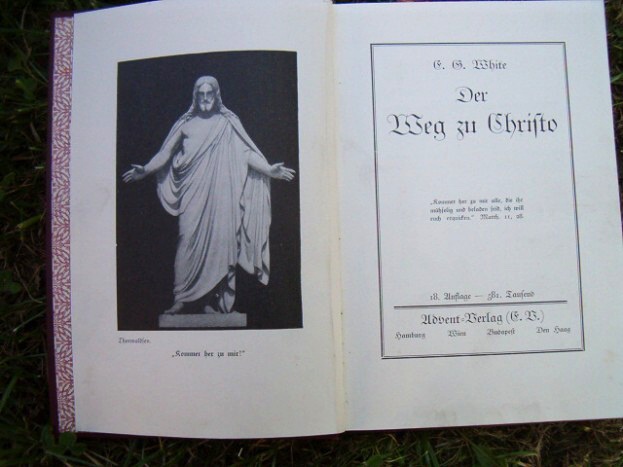 Thorwaldsen.
„Kommet her zu mir!“
E. G. White
Der
Weg zu Christo
„Kommet her zu mir alle, die ihr
mühselig und beladen seid, ich will
euch erquicken.“ Matth. 11, 28.
18. Auflage — 82. Tausend
Advent-Verlag (E. V.)
Hamburg Wien Budapest Den Haag